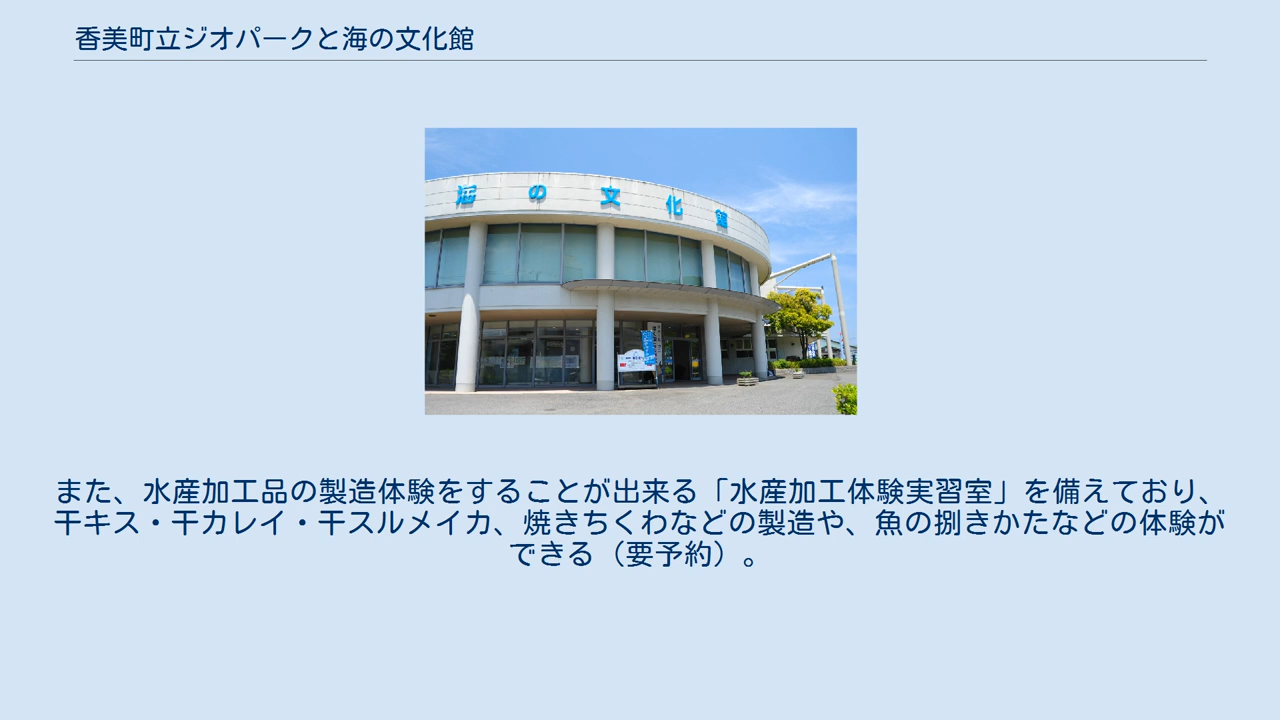 香美町立ジオパークと海の文化館
海の文化館
また、水産加工品の製造体験をすることが出来る「水産加工体験実習室」を備えており、
干キス・干カレイ・干スルメイカ、焼きちくわなどの製造や、魚の捌きかたなどの体験が
できる（要予約）。